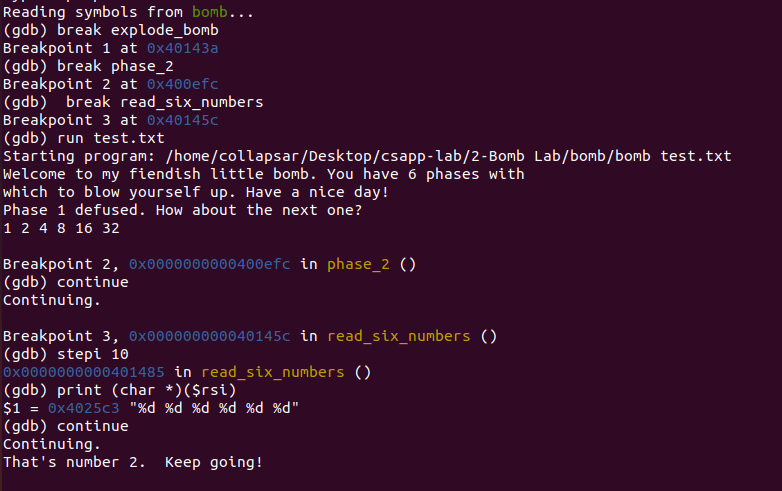 Reading symbols from bomb...
(gdb) break explode_bomb
Breakpoint 1 at 0x40143a
(gdb) break phase_2
Breakpoint 2 at 0x400efc
(gdb)  break read_six_numbers
Breakpoint 3 at 0x40145c
(gdb) run test.txt
Starting program: /home/collapsar/Desktop/csapp-lab/2-Bomb Lab/bomb/bomb test.txt
Welcome to my fiendish little bomb. You have 6 phases with
which to blow yourself up. Have a nice day!
Phase 1 defused. How about the next one?
1 2 4 8 16 32

Breakpoint 2, 0x0000000000400efc in phase_2 ()
(gdb) continue
Continuing.

Breakpoint 3, 0x000000000040145c in read_six_numbers ()
(gdb) stepi 10
0x0000000000401485 in read_six_numbers ()
(gdb) print (char *)($rsi)
$1 = 0x4025c3 "%d %d %d %d %d %d"
(gdb) continue
Continuing.
That's number 2.  Keep going!